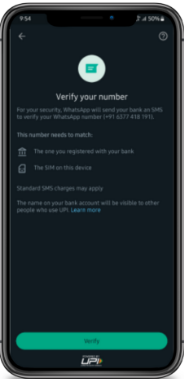 9:54
50%
Verify your number
For your security, WhatsApp will send your bank an SMS
to verify your WhatsApp number (+91 6377 418 191).
This number needs to match:
The one you registered with your bank
The SIM on this device
Standard SMS charges may apply
The name on your bank account will be visible to other
people who use UPI. Learn more
Verify
UPI